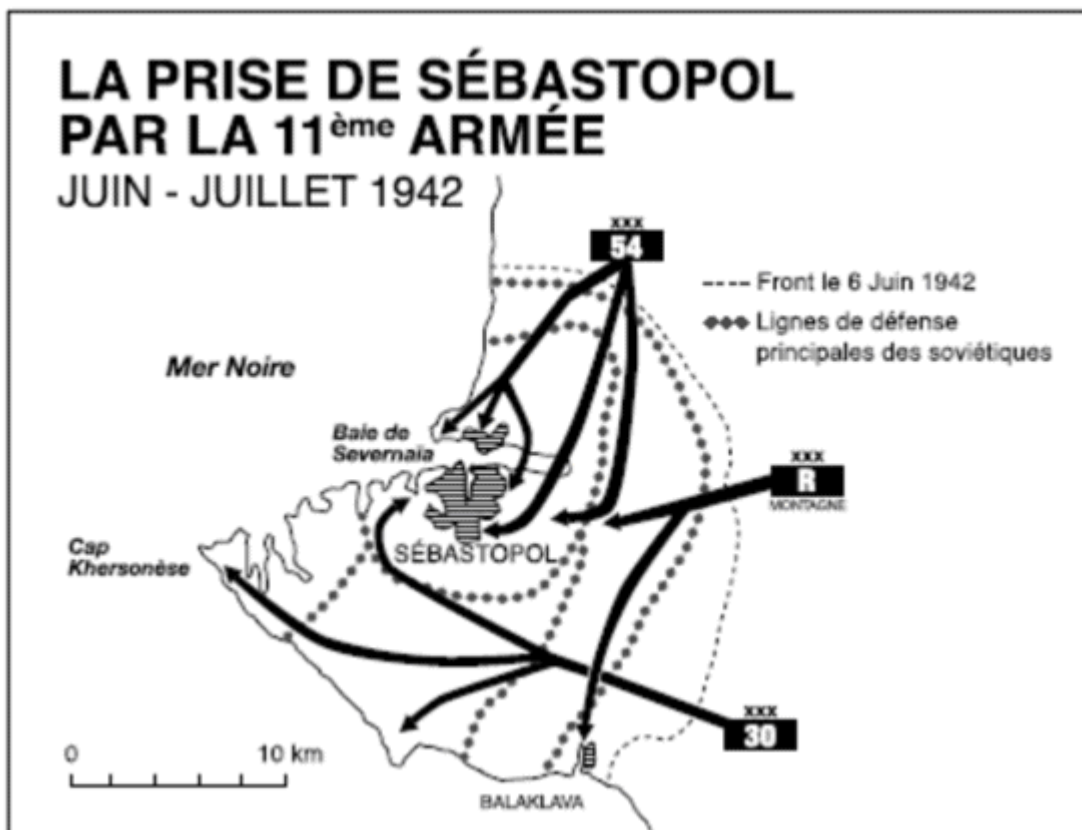 LA PRISE DE SÉBASTOPOL
PAR LA 11ème ARMÉE
JUIN - JUILLET 1942
xxx
54
Front le 6 Juin 1942
Lignes de défense
principales des soviétiques
Mer Noire
Baie de
Severnaïa
xxx
R
MONTAGNE
SÉBASTOPOL
Cap
Khersonèse
xxx
30
0 10 km
BALAKLAVA